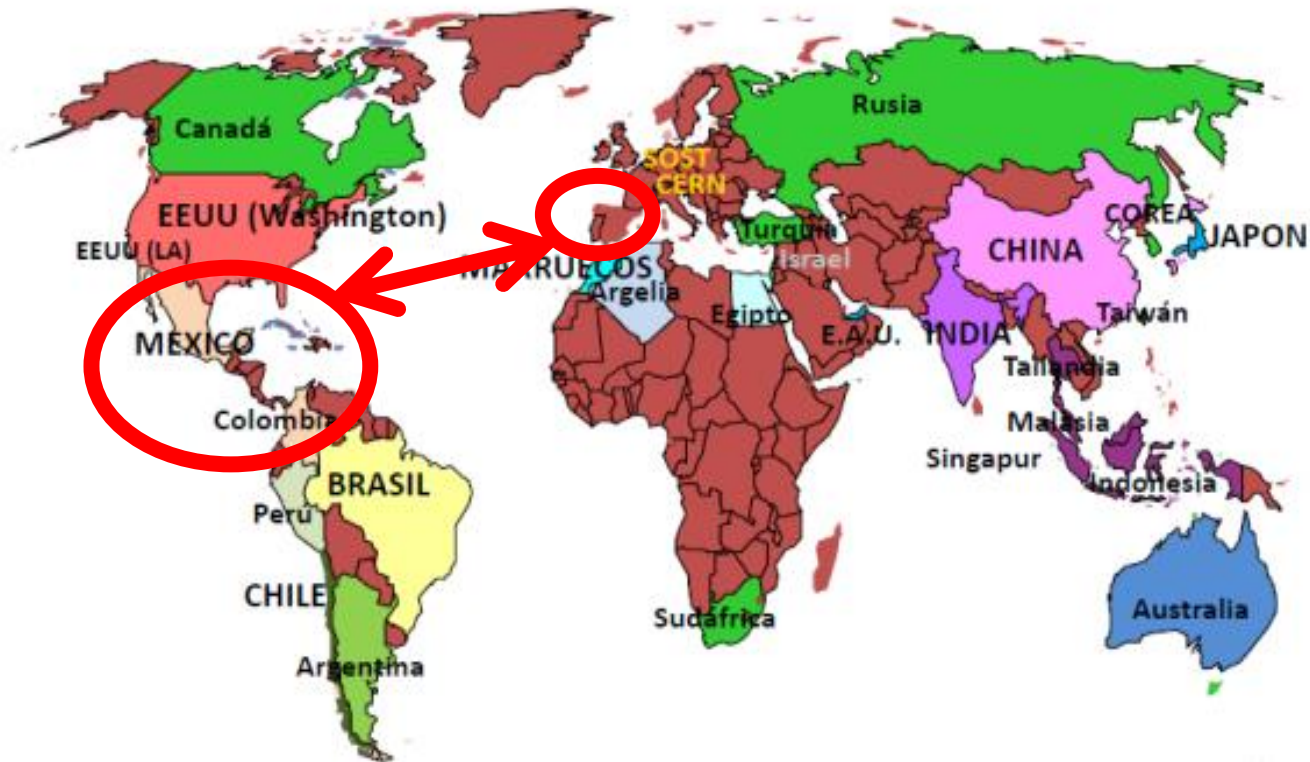 Canadá
Rusia
SOST
CERN
EEUU (Washington)
COREA
JAPON
Turquía
CHINA
EEUU (LA)
Israel
MARRUECOS
Argelia
Egipto
Taiwán
E.A.U.
INDIA
MEXICO
Tailandia
Colombia
Malasia
Singapur
BRASIL
Indonesia
Perú
CHILE
Sudáfrica
Australia
Argentina